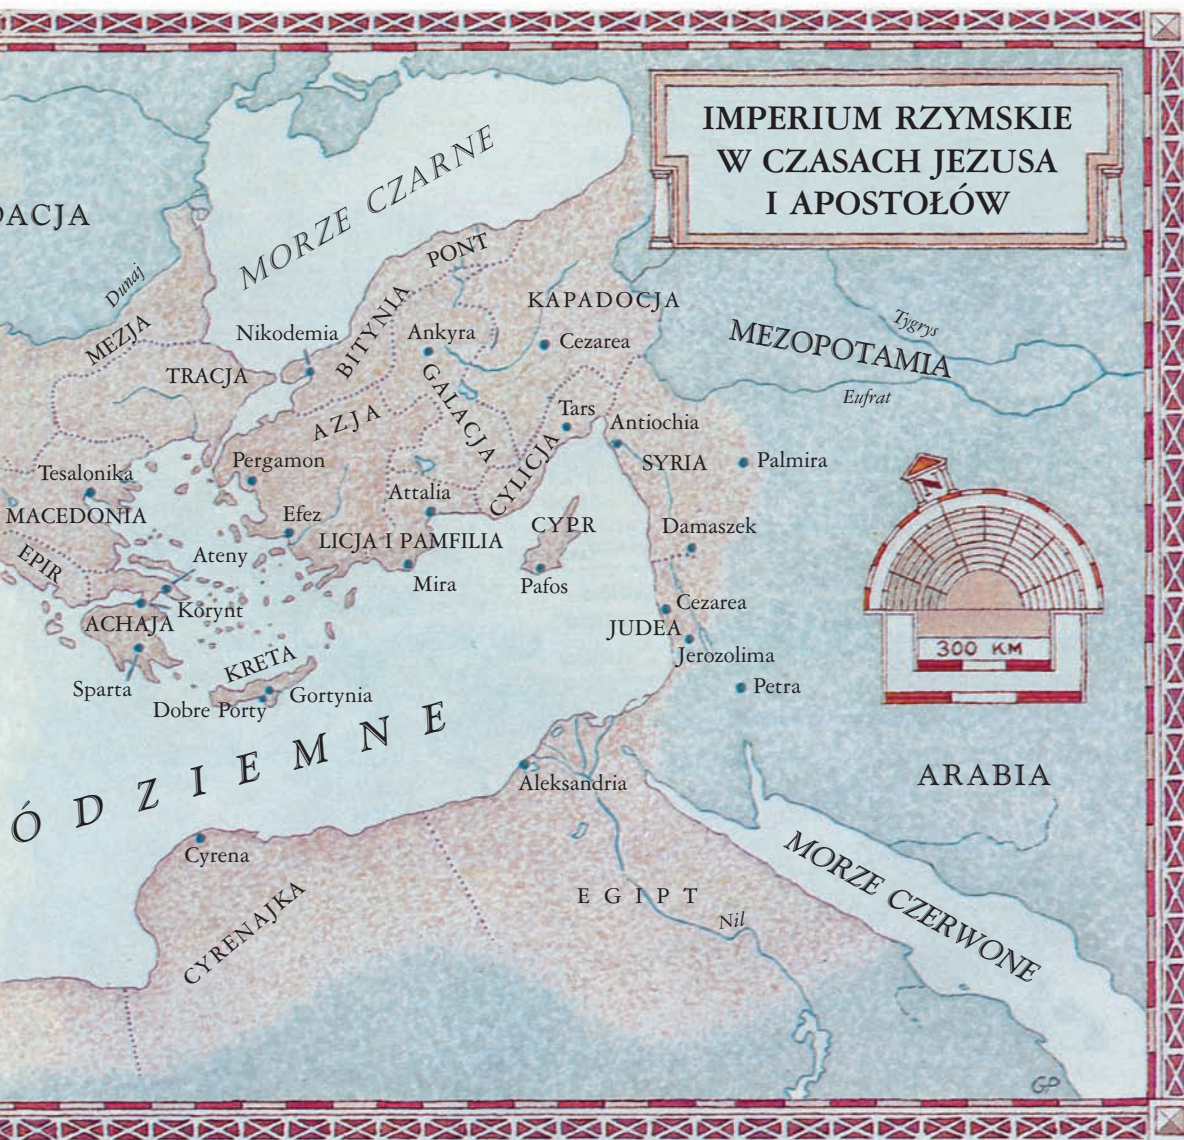 IMPERIUM RZYMSKIE
W CZASACH JEZUSA
I APOSTOŁÓW
DACJA
MORZE CZARNE
Dunaj
PONT
BITYNIA
KAPADOCJA
MEZJA
Nikodemia
Ankyra
Cezarea
MEZOPOTAMIA
Tygrys
Eufrat
TRACJA
AZJA
GALACJA
Tars
Antiochia
CYLICJA
SYRIA
Palmira
Tesalonika
Pergamon
Attalia
MACEDONIA
Efez
LICJA I PAMFILIA
CYPR
Damaszek
N
EPIR
Ateny
Mira
Pafos
Korynt
ACHAJA
Cezarea
JUDEA
Jerozolima
300 KM
KRETA
Sparta
Gortynia
Dobre Porty
Petra
ÓDZIEMNE
Aleksandria
ARABIA
Cyrena
CYRENAJKA
EGIPT
Nil
MORZE CZERWONE
GP